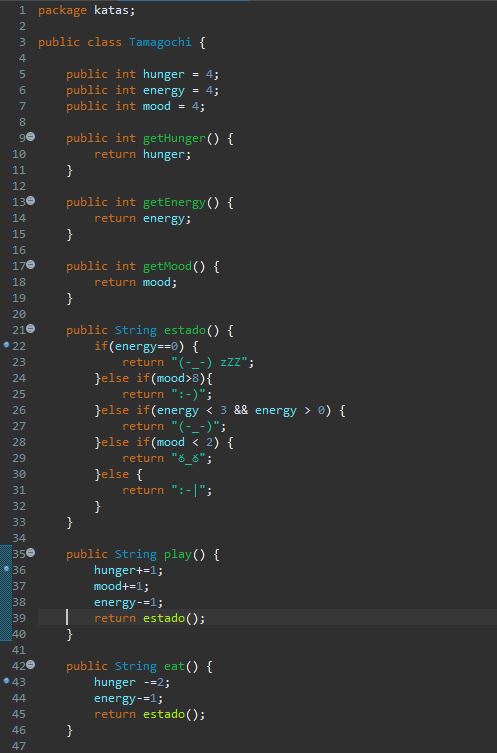 1 package katas;
2
3 public class Tamagochi {
4
5 public int hunger = 4;
6 public int energy = 4;
7 public int mood = 4;
8
9 public int getHunger() {
10 return hunger;
11 }
12
13 public int getEnergy() {
14 return energy;
15 }
16
17 public int getMood() {
18 return mood;
19 }
20
21 public String estado() {
22 if(energy==0) {
23 return "(-_-) zZZ";
24 }else if(mood>8){
25 return ":-)";
26 }else if(energy < 3 && energy > 0) {
27 return "(-_-)";
28 }else if(mood < 2) {
29 return "ಠ_ಠ";
30 }else {
31 return ":-|";
32 }
33 }
34
35 public String play() {
36 hunger+=1;
37 mood+=1;
38 energy-=1;
39 return estado();
40 }
41
42 public String eat() {
43 hunger -=2;
44 energy-=1;
45 return estado();
46 }
47